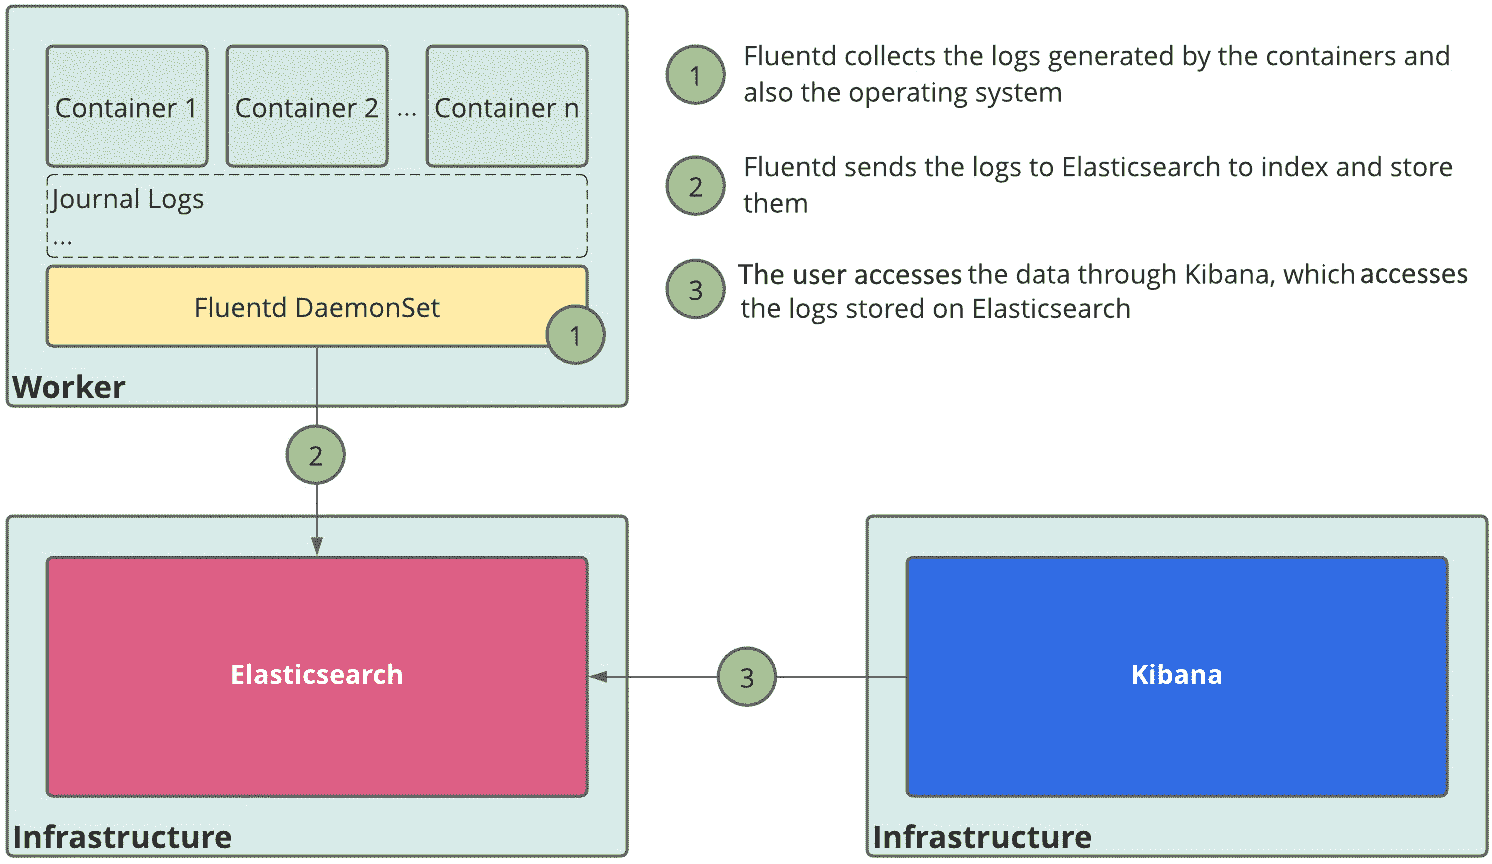 Container 1
Container 2
...
Container n
Journal Logs
...
Fluentd DaemonSet
1
Worker
1
Fluentd collects the logs generated by the containers and
also the operating system
2
Fluentd sends the logs to Elasticsearch to index and store
them
3
The user accesses the data through Kibana, which accesses
the logs stored on Elasticsearch
2
Elasticsearch
Infrastructure
3
Kibana
Infrastructure